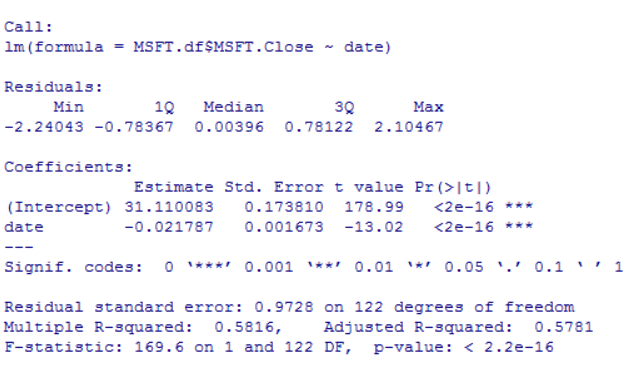 Call:
lm(formula = MSFT.df$MSFT.Close ~ date)
Residuals:
Min 1Q Median 3Q Max
-2.24043 -0.78367 0.00396 0.78122 2.10467
Coefficients:
Estimate Std. Error t value Pr(>|t|)
(Intercept) 31.110083 0.173810 178.99 <2e-16 ***
date -0.021787 0.001673 -13.02 <2e-16 ***
---
Signif. codes: 0 ‘***’ 0.001 ‘**’ 0.01 ‘*’ 0.05 ‘.’ 0.1 ‘ ’ 1
Residual standard error: 0.9728 on 122 degrees of freedom
Multiple R-squared: 0.5816, Adjusted R-squared: 0.5781
F-statistic: 169.6 on 1 and 122 DF, p-value: < 2.2e-16